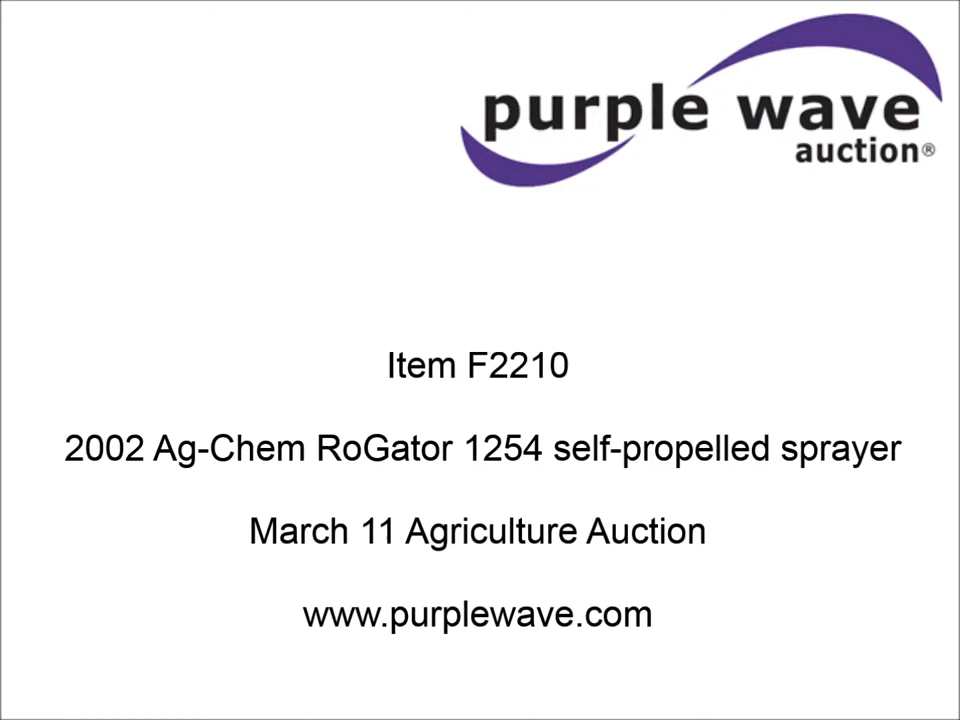 purple wave
auction®
Item F2210
2002 Ag-Chem RoGator 1254 self-propelled sprayer
March 11 Agriculture Auction
www.purplewave.com